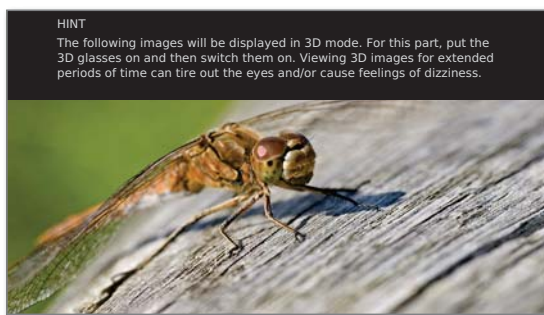 HINT
The following images will be displayed in 3D mode. For this part, put the
3D glasses on and then switch them on. Viewing 3D images for extended
periods of time can tire out the eyes and/or cause feelings of dizziness.